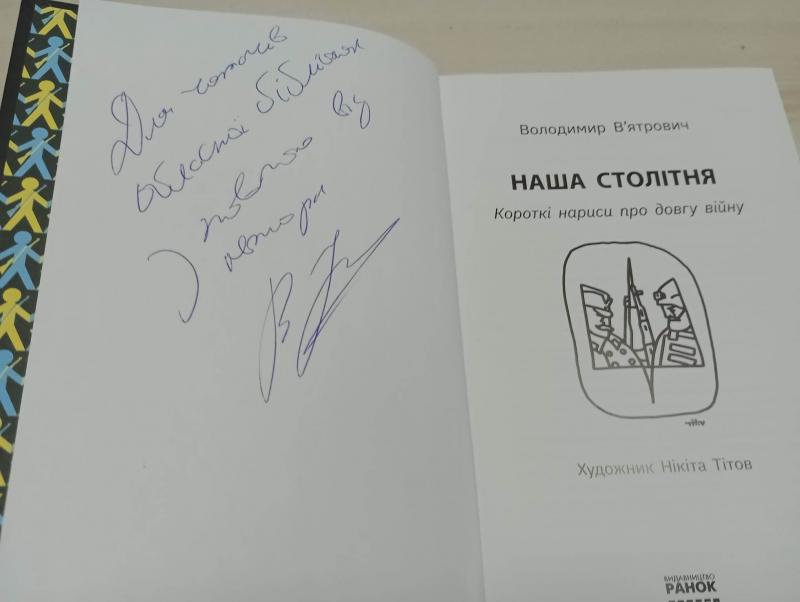 Для читачів
обласної бібліотеки
З повагою від
автора
Володимир В'ятрович
НАША СТОЛІТНЯ
Короткі нариси про довгу війну
Художник Нікіта Тітов
ВИДАВНИЦТВО
РАНОК